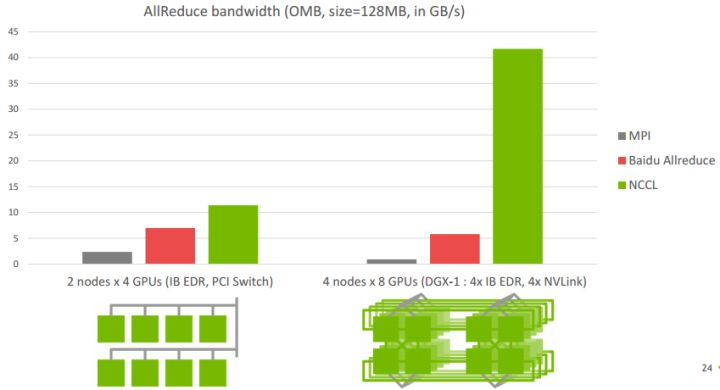 AllReduce bandwidth (OMB, size=128MB, in GB/s)
45
40
35
30
25
20
15
10
5
0
MPI
Baidu Allreduce
NCCL
2 nodes x 4 GPUs (IB EDR, PCI Switch)
4 nodes x 8 GPUs (DGX-1 : 4x IB EDR, 4x NVLink)
24